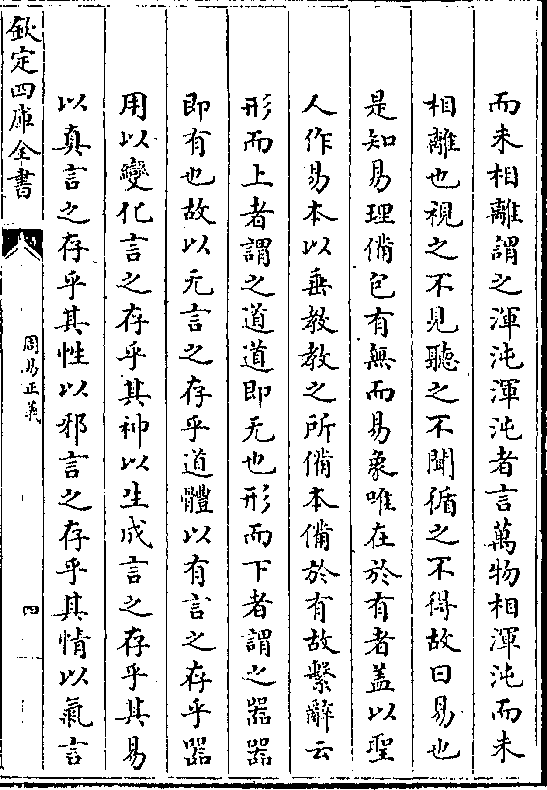 而未相離謂之渾沌渾沌者言萬物相渾沌而未
相離也視之不見聽之不聞循之不得故曰易也
是知易理備包有無而易象唯在於有者蓋以聖
人作易本以垂教教之所備本備於有故繫辭云
形而上者謂之道道即无也形而下者謂之器器
即有也故以无言之存乎道體以有言之存乎器
用以變化言之存乎其神以生成言之存乎其易
以真言之存乎其性以邪言之存乎其情以氣言
欽定四庫全書
周易正義
四